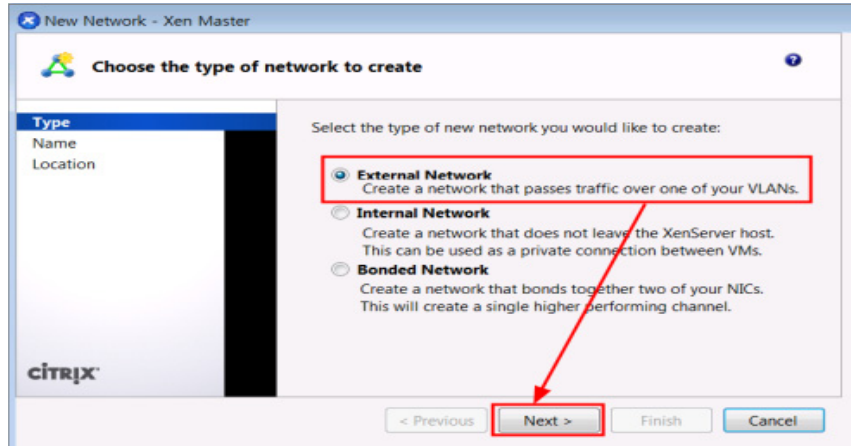 New Network - Xen Master
Choose the type of network to create
?
Type
Name
Location
Select the type of new network you would like to create:
External Network
Create a network that passes traffic over one of your VLANs.
Internal Network
Create a network that does not leave the XenServer host.
This can be used as a private connection between VMs.
Bonded Network
Create a network that bonds together two of your NICs.
This will create a single higher performing channel.
CITRIX
< Previous
Next >
Finish
Cancel